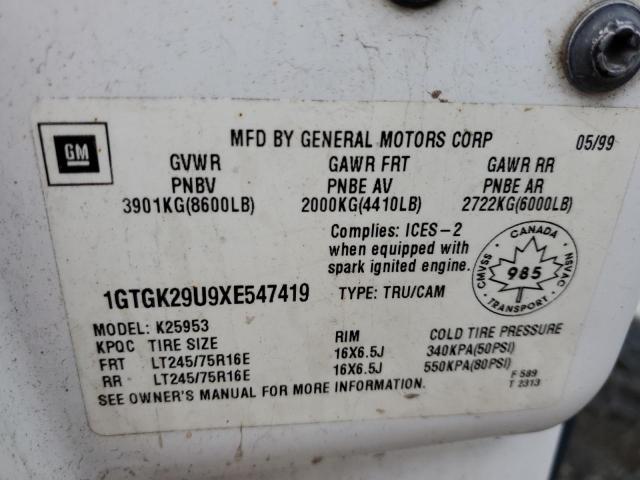 GM
MFD BY GENERAL MOTORS CORP 05/99
GVWR GAWR FRT GAWR RR
PNBV PNBE AV PNBE AR
3901KG(8600LB) 2000KG(4410LB) 2722KG(6000LB)
Complies: ICES-2
when equipped with
spark ignited engine.
CANADA
CMVSS 985 NSVAC
TRANSPORT
1GTGK29U9XE547419 TYPE: TRU/CAM
MODEL: K25953
KPQC TIRE SIZE RIM COLD TIRE PRESSURE
FRT LT245/75R16E 16X6.5J 340KPA(50PSI)
RR LT245/75R16E 16X6.5J 550KPA(80PSI)
SEE OWNER'S MANUAL FOR MORE INFORMATION.
F 589
T 2313